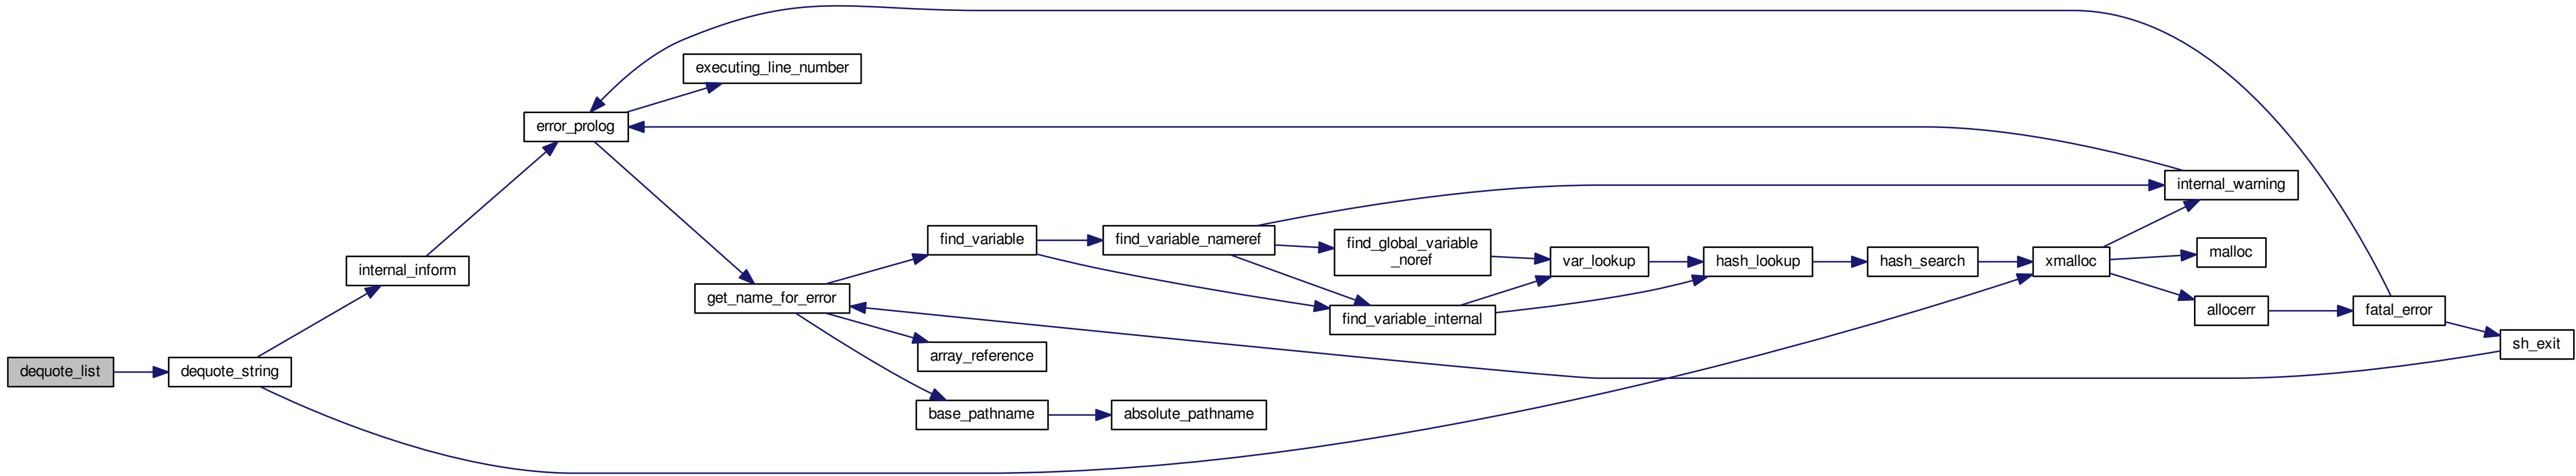 executing_line_number
error_prolog
internal_warning
find_variable
find_variable_nameref
find_global_variable
_noref
malloc
var_lookup
hash_lookup
hash_search
xmalloc
internal_inform
get_name_for_error
allocerr
fatal_error
find_variable_internal
sh_exit
array_reference
dequote_list
dequote_string
base_pathname
absolute_pathname